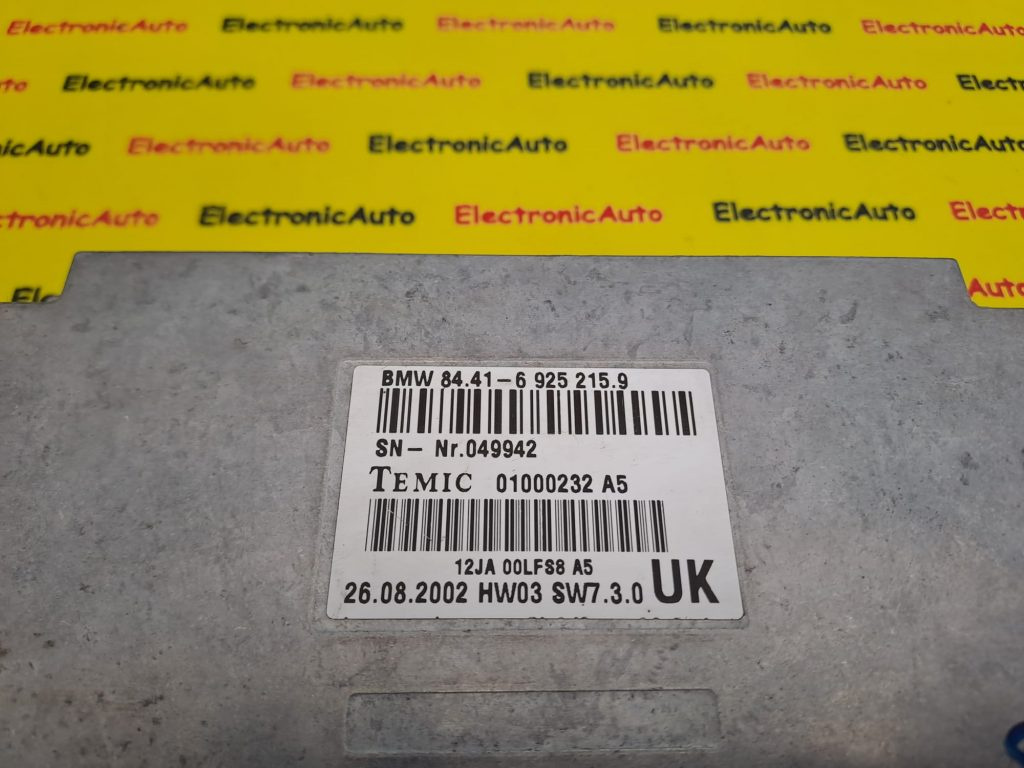 ElectronicAuto ElectronicAuto ElectronicAuto ElectronicAuto ElectronicAuto
ElectronicAuto ElectronicAuto ElectronicAuto ElectronicAuto
ElectronicAuto ElectronicAuto ElectronicAuto ElectronicAuto
ElectronicAuto ElectronicAuto ElectronicAuto ElectronicAuto
Auto
BMW 84.41-6 925 215.9
SN- Nr.049942
TEMIC 01000232 A5
12JA 00LFS8 A5
26.08.2002 HW03 SW7.3.0 UK